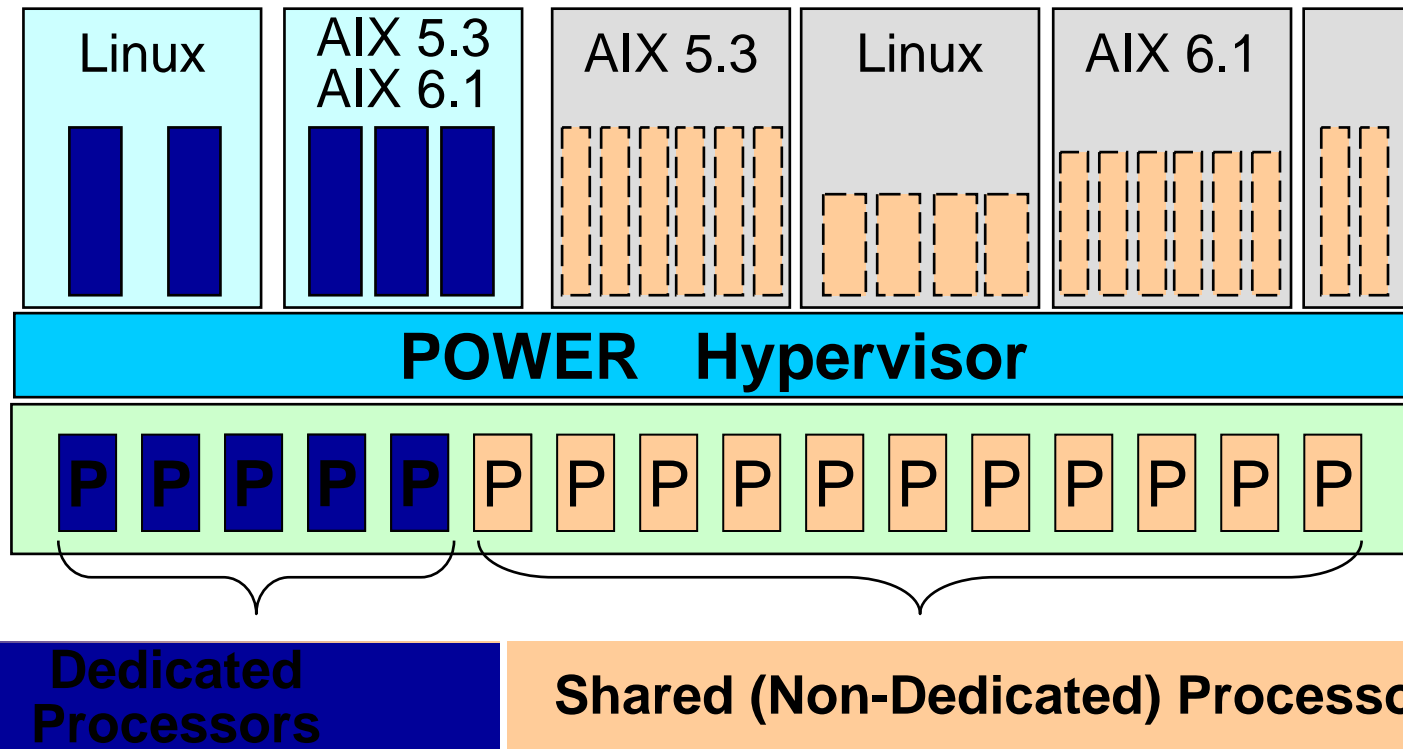 Linux
AIX 5.3
AIX 6.1
AIX 5.3
Linux
AIX 6.1
POWER Hypervisor
P P P P P P P P P P P P P P P P
Dedicated
Processors
Shared (Non-Dedicated) Processo